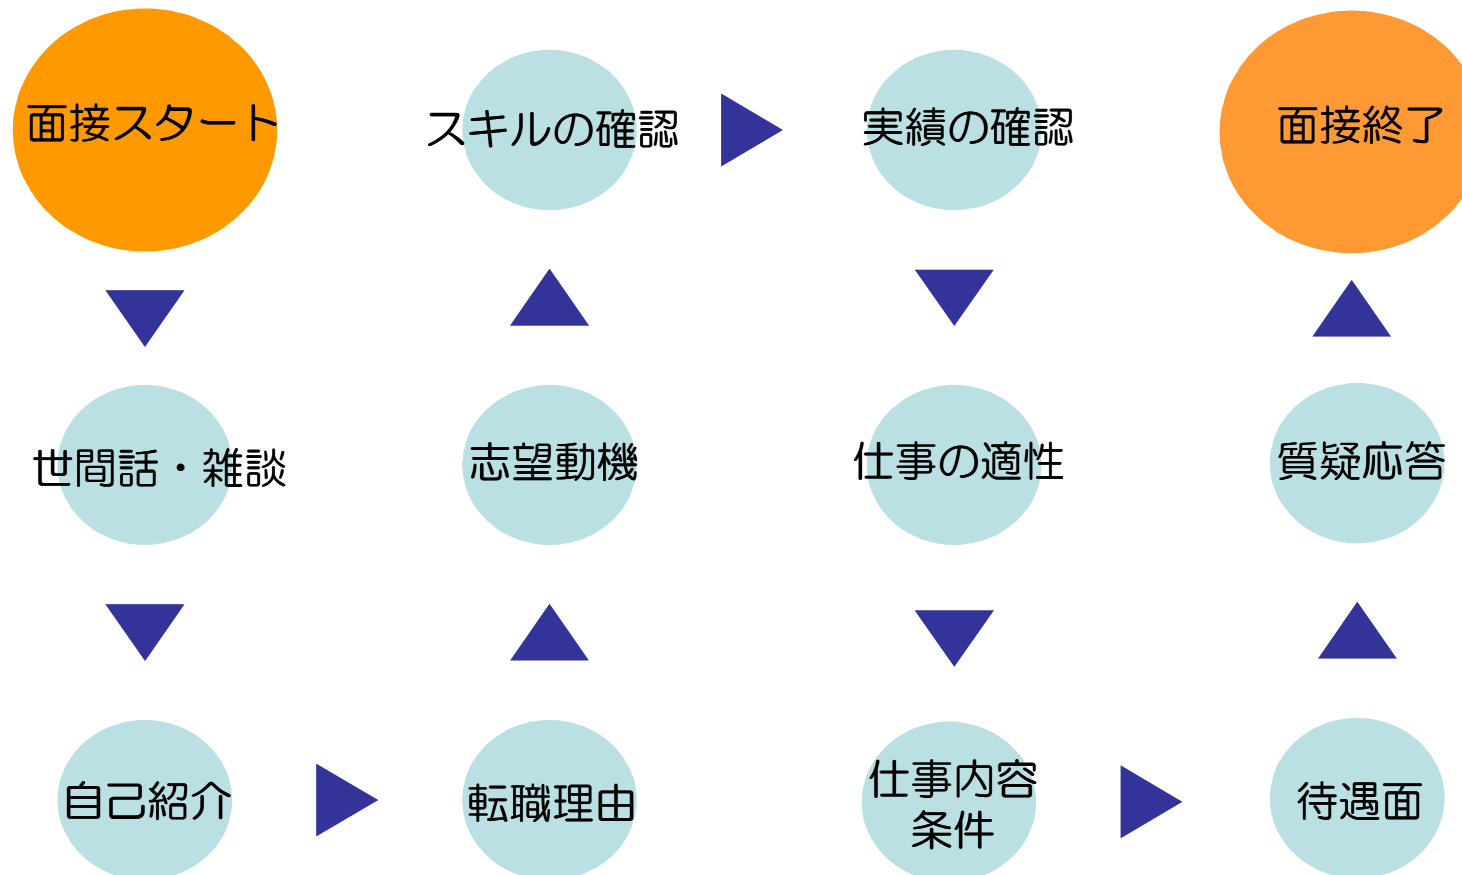 面接スタート
世間話・雑談
自己紹介
転職理由
志望動機
スキルの確認
実績の確認
仕事の適性
仕事内容
条件
待遇面
質疑応答
面接終了